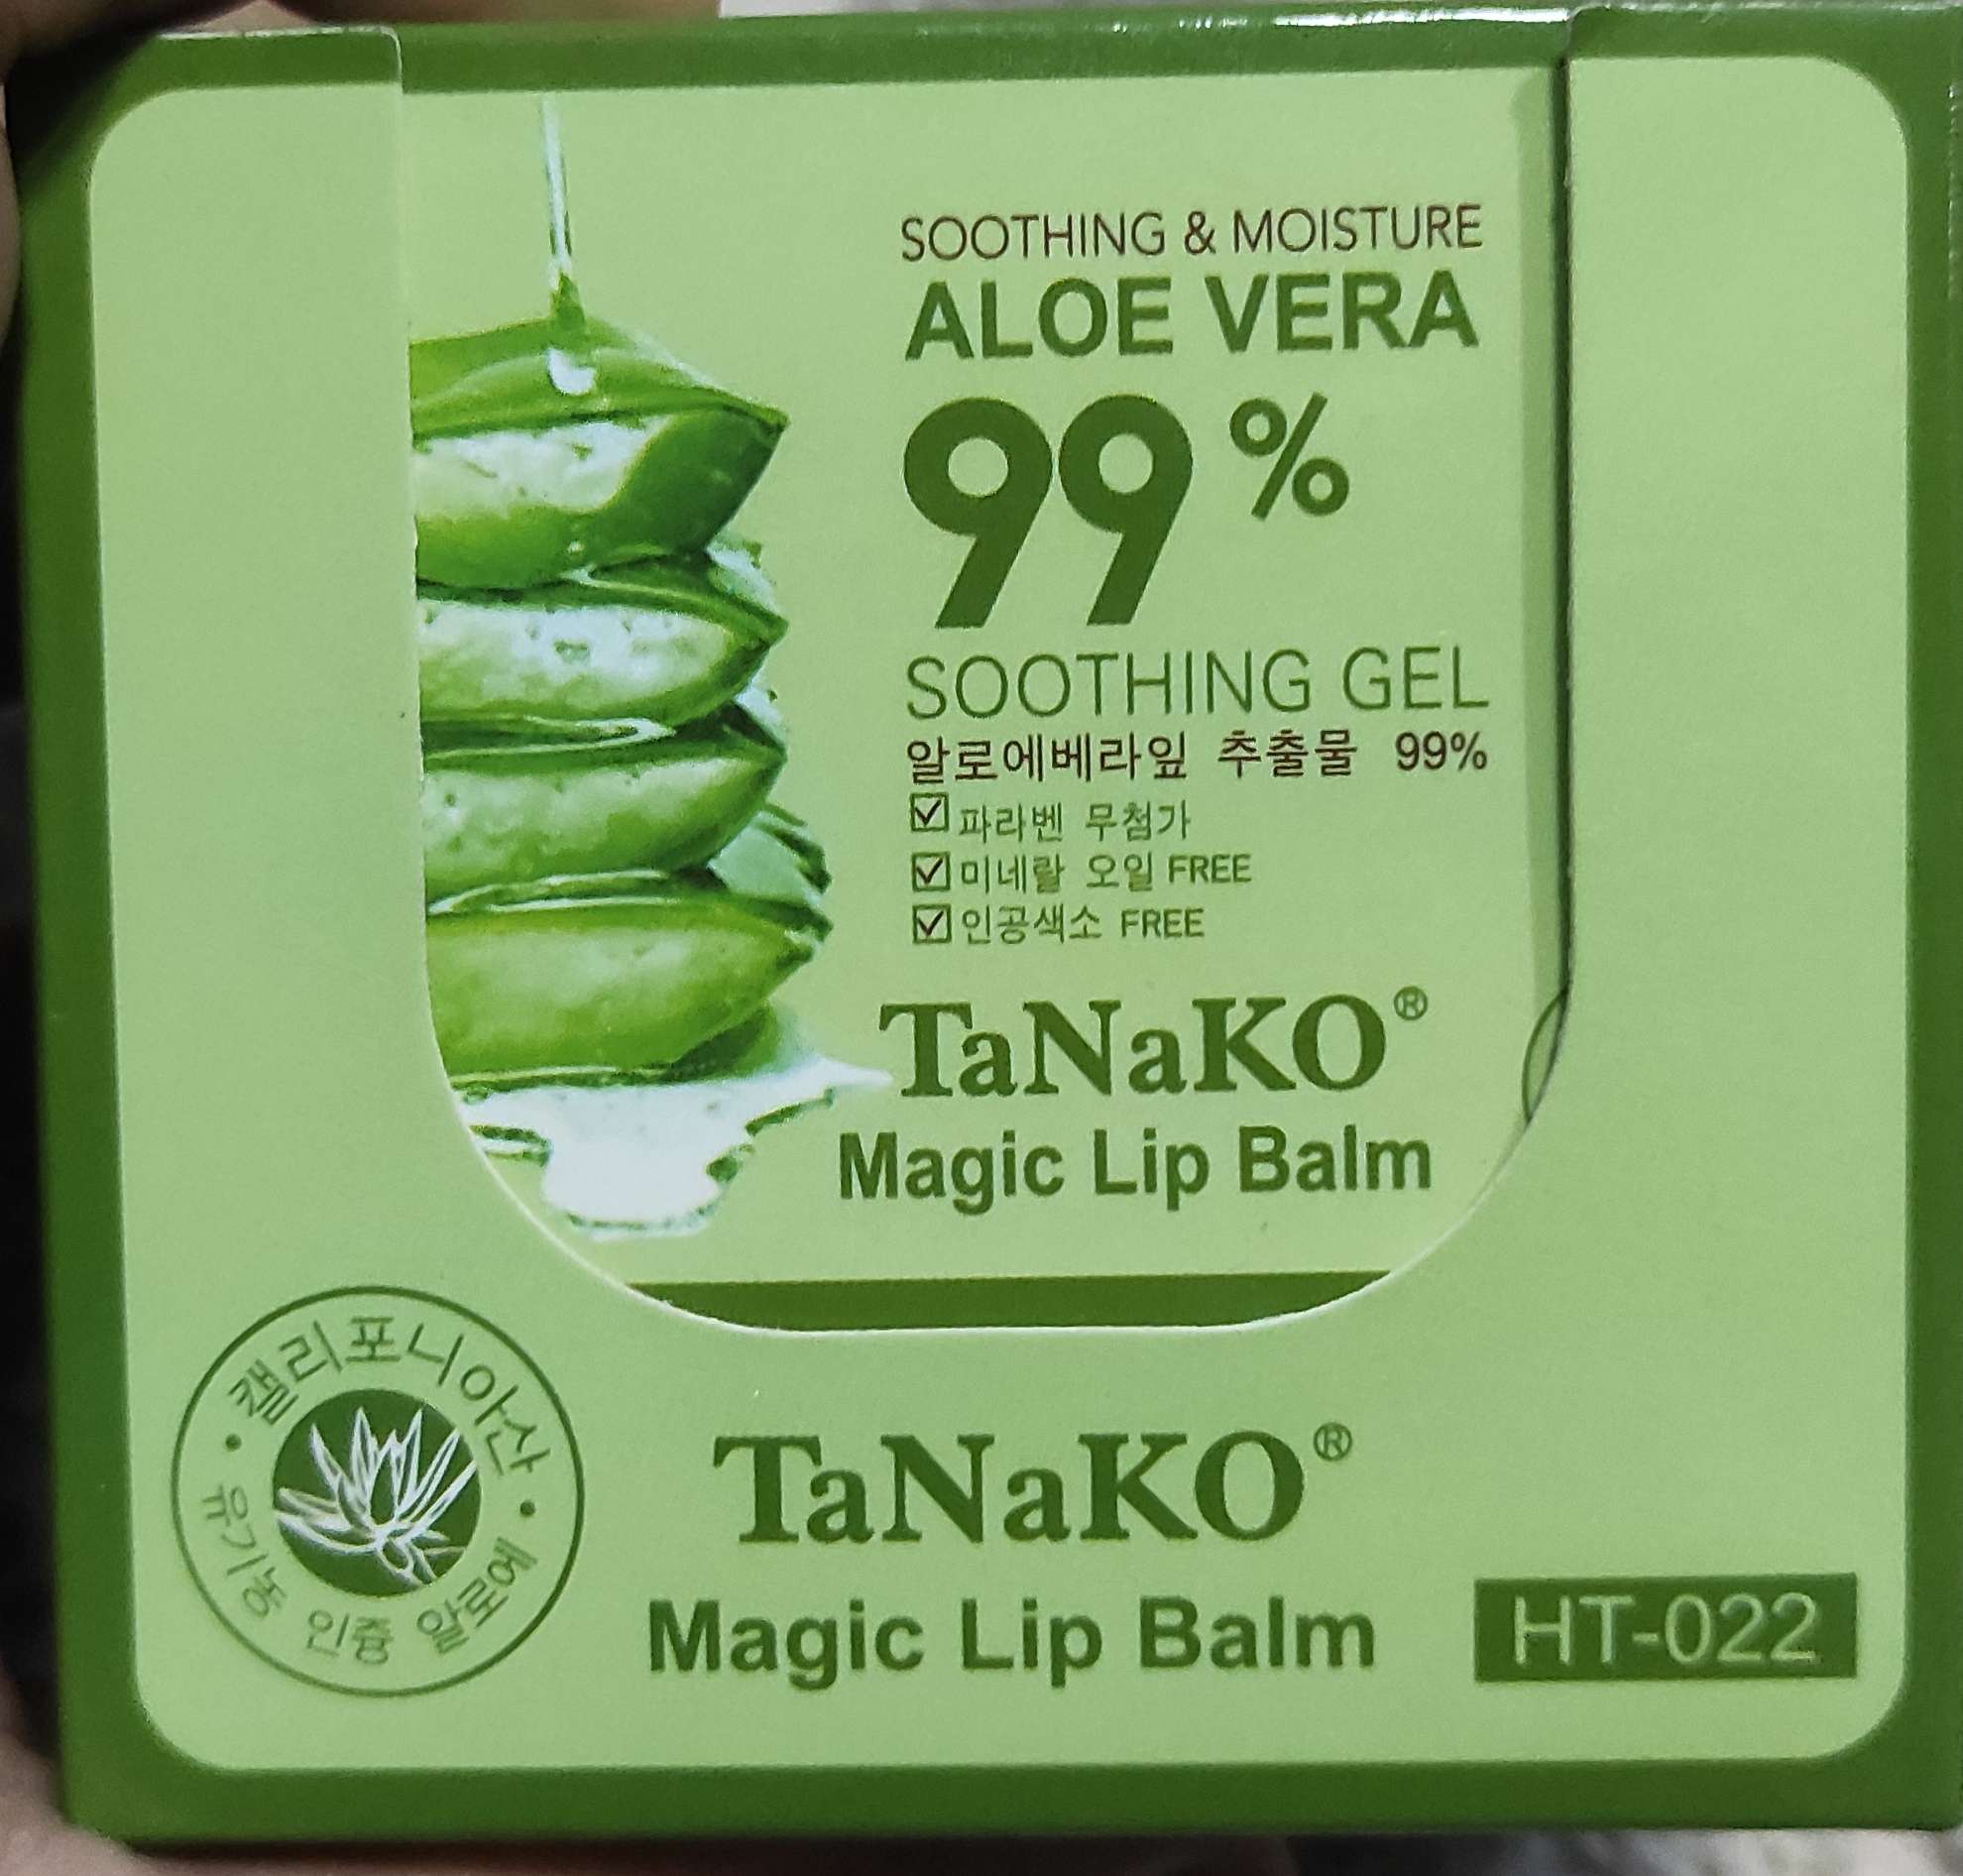 SOOTHING & MOISTURE
ALOE VERA
99%
SOOTHING GEL
알로에베라잎 추출물 99%
파라벤 무첨가
미네랄 오일 FREE
인공색소 FREE
TaNaKO®
Magic Lip Balm
캘리포니아산
유기농 인증 알로에
TaNaKO®
Magic Lip Balm
HT-022